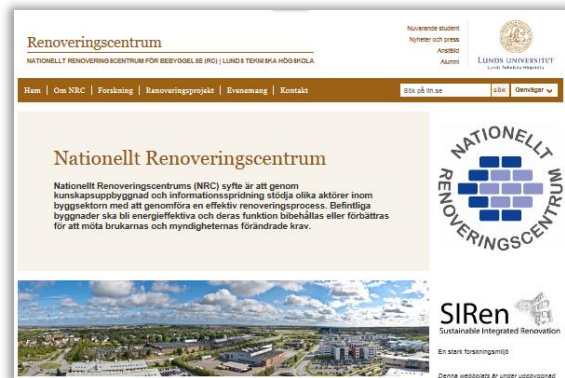 Renoveringscentrum
NATIONELLT RENOVERINGSCENTRUM FÖR BEBYGGELSE (RC) | LUNDS TEKNISKA HÖGSKOLA
Nuvarande student
Nyheter och press
Anställd
Alumni
LUNDS UNIVERSITET
Lunds Tekniska Högskola
Hem | Om NRC | Forskning | Renoveringsprojekt | Evenemang | Kontakt
Sök på lth.se
SÖK
Genvägar
Nationellt Renoveringscentrum
Nationellt Renoveringscentrums (NRC) syfte är att genom
kunskapsuppbyggnad och informationsspridning stödja olika aktörer inom
byggsektorn med att genomföra en effektiv renoveringsprocess. Befintliga
byggnader ska bli energieffektiva och deras funktion bibehållas eller förbättras
för att möta brukarnas och myndigheternas förändrade krav.
NATIONELLT
RENOVERINGSCENTRUM
SIRen
Sustainable Integrated Renovation
En stark forskningsmiljö
Denna webbplats är under uppbyggnad